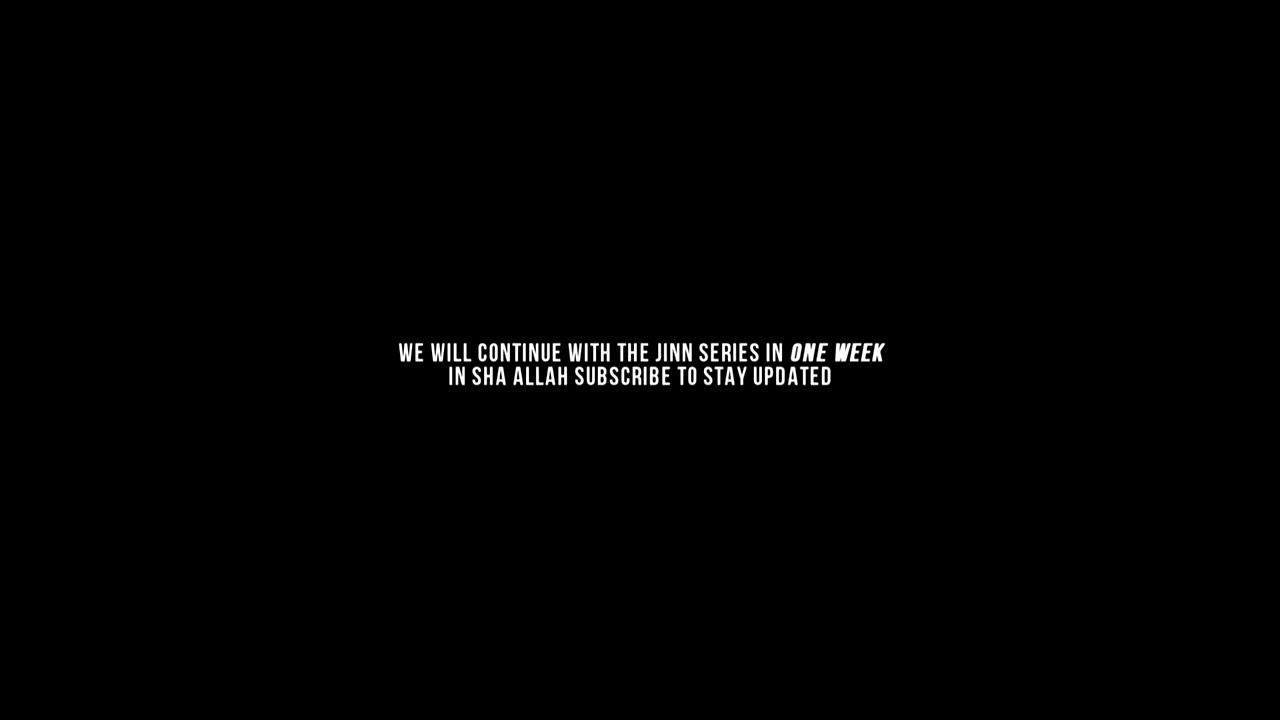 WE WILL CONTINUE WITH THE JINN SERIES IN ONE WEEK
IN SHA ALLAH SUBSCRIBE TO STAY UPDATED